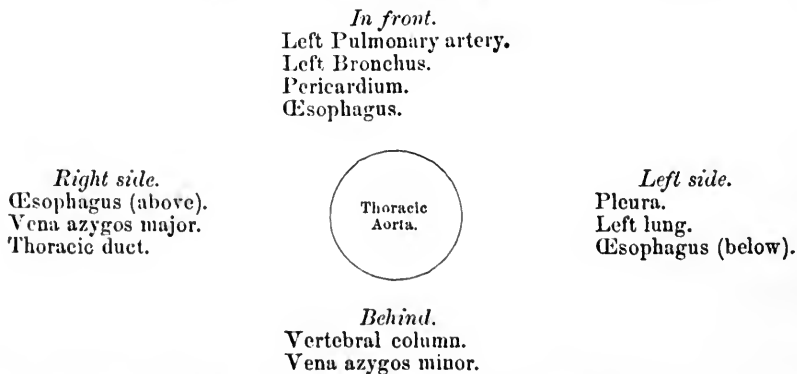 In front.
Left Pulmonary artery.
Left Bronchus.
Pericardium.
Œsophagus.
Right side.
Œsophagus (above).
Vena azygos major.
Thoracic duct.
Thoracic
Aorta.
Left side.
Pleura.
Left lung.
Œsophagus (below).
Behind.
Vertebral column.
Vena azygos minor.